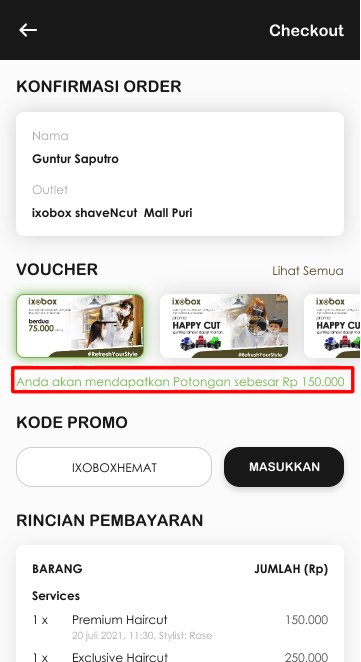 Checkout
KONFIRMASI ORDER
Nama
Guntur Saputro
Outlet
ixobox shaveNcut Mall Puri
VOUCHER
Lihat Semua
ixobox
berdua
75.000
#RefreshYourStyle
ixobox
promo
HAPPY CUT
#RefreshYourStyle
ixobox
HAPPY CU
Anda akan mendapatkan Potongan sebesar Rp 150.000
KODE PROMO
IXOBOXHEMAT
MASUKKAN
RINCIAN PEMBAYARAN
BARANG
JUMLAH (Rp)
Services
1 x Premium Haircut 150.000
20 juli 2021, 11:30, Stylist: Rose
1 x Exclusive Haircut 250.000